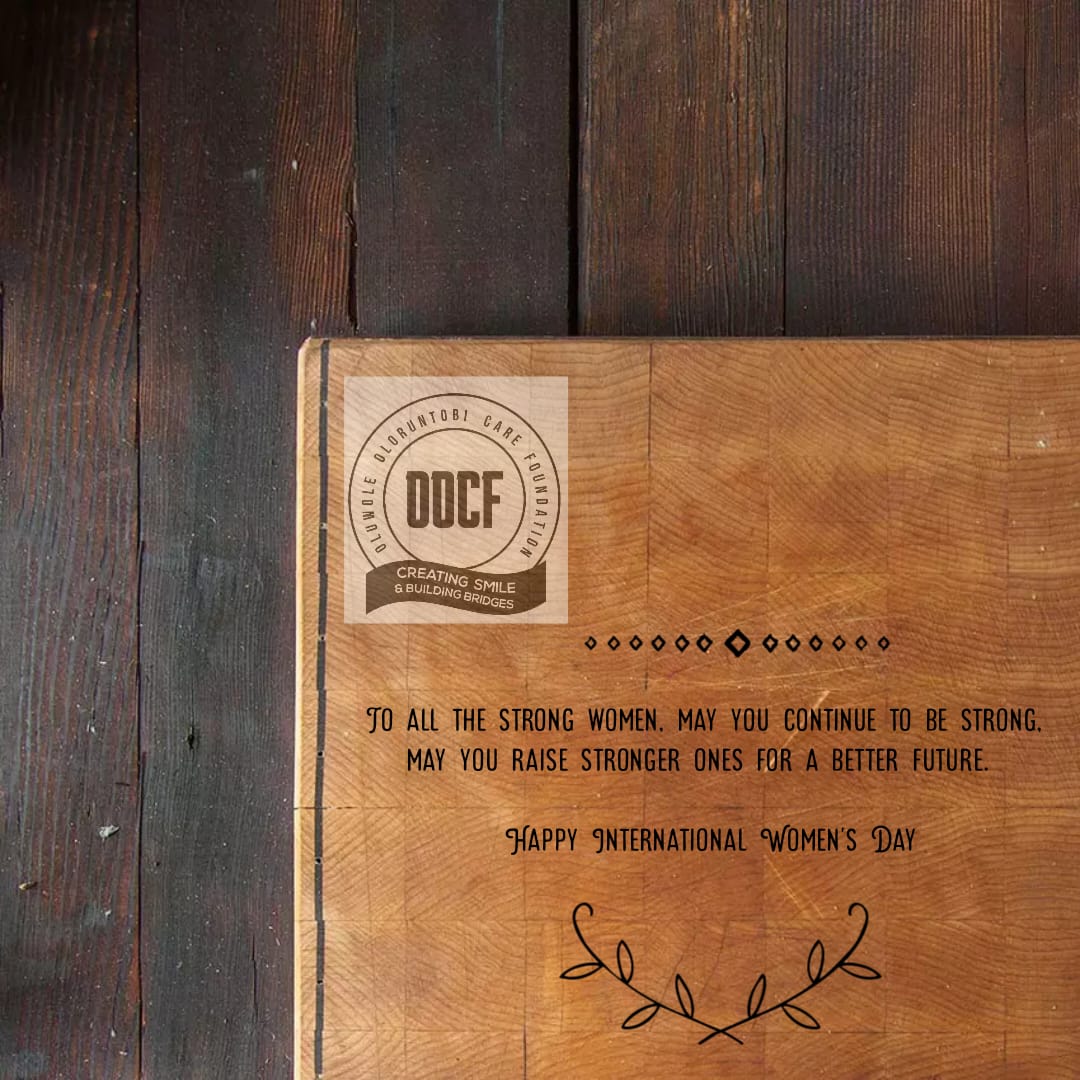 OLUWOLE OLORUNTOBI CARE FOUNDATION
OOCF
CREATING SMILE
& BUILDING BRIDGES
To all the strong women, may you continue to be strong,
may you raise stronger ones for a better future.
Happy International Women's Day